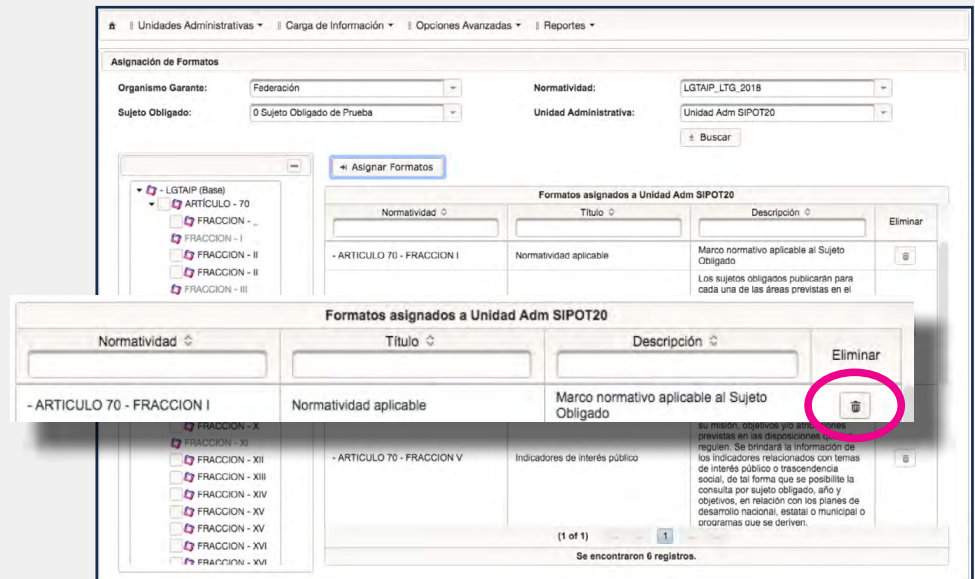 Unidades Administrativas Carga de Información Opciones Avanzadas Reportes
Asignación de Formatos
Organismo Garante: Federación Normatividad: LGTAIP_LTG_2018
Sujeto Obligado: 0 Sujeto Obligado de Prueba Unidad Administrativa: Unidad Adm SIPOT20
Buscar
Asignar Formatos
- LGTAIP (Base)
ARTÍCULO - 70
FRACCION - _
FRACCION - I
FRACCION - II
FRACCION - II
FRACCION - III
Formatos asignados a Unidad Adm SIPOT20
Normatividad Título Descripción Eliminar
- ARTICULO 70 - FRACCION I Normatividad aplicable Marco normativo aplicable al Sujeto
Obligado
Los sujetos obligados publicarán para
cada una de las áreas previstas en el
Formatos asignados a Unidad Adm SIPOT20
Normatividad Título Descripción Eliminar
- ARTICULO 70 - FRACCION I Normatividad aplicable Marco normativo aplicable al Sujeto
Obligado
FRACCION - X
FRACCION - XI
FRACCION - XII
FRACCION - XIII
FRACCION - XIV
FRACCION - XV
FRACCION - XV
FRACCION - XVI
FRACCION - XVI
- ARTICULO 70 - FRACCION V Indicadores de interés público
su misión, objetivos y/o atribuciones
previstas en las disposiciones que
regulen. Se brindará la información de
los indicadores relacionados con temas
de interés público o trascendencia
social, de tal forma que se posibilite la
consulta por sujeto obligado, año y
objetivos, en relación con los planes de
desarrollo nacional, estatal o municipal o
programas que se deriven.
(1 of 1) 1
Se encontraron 6 registros.